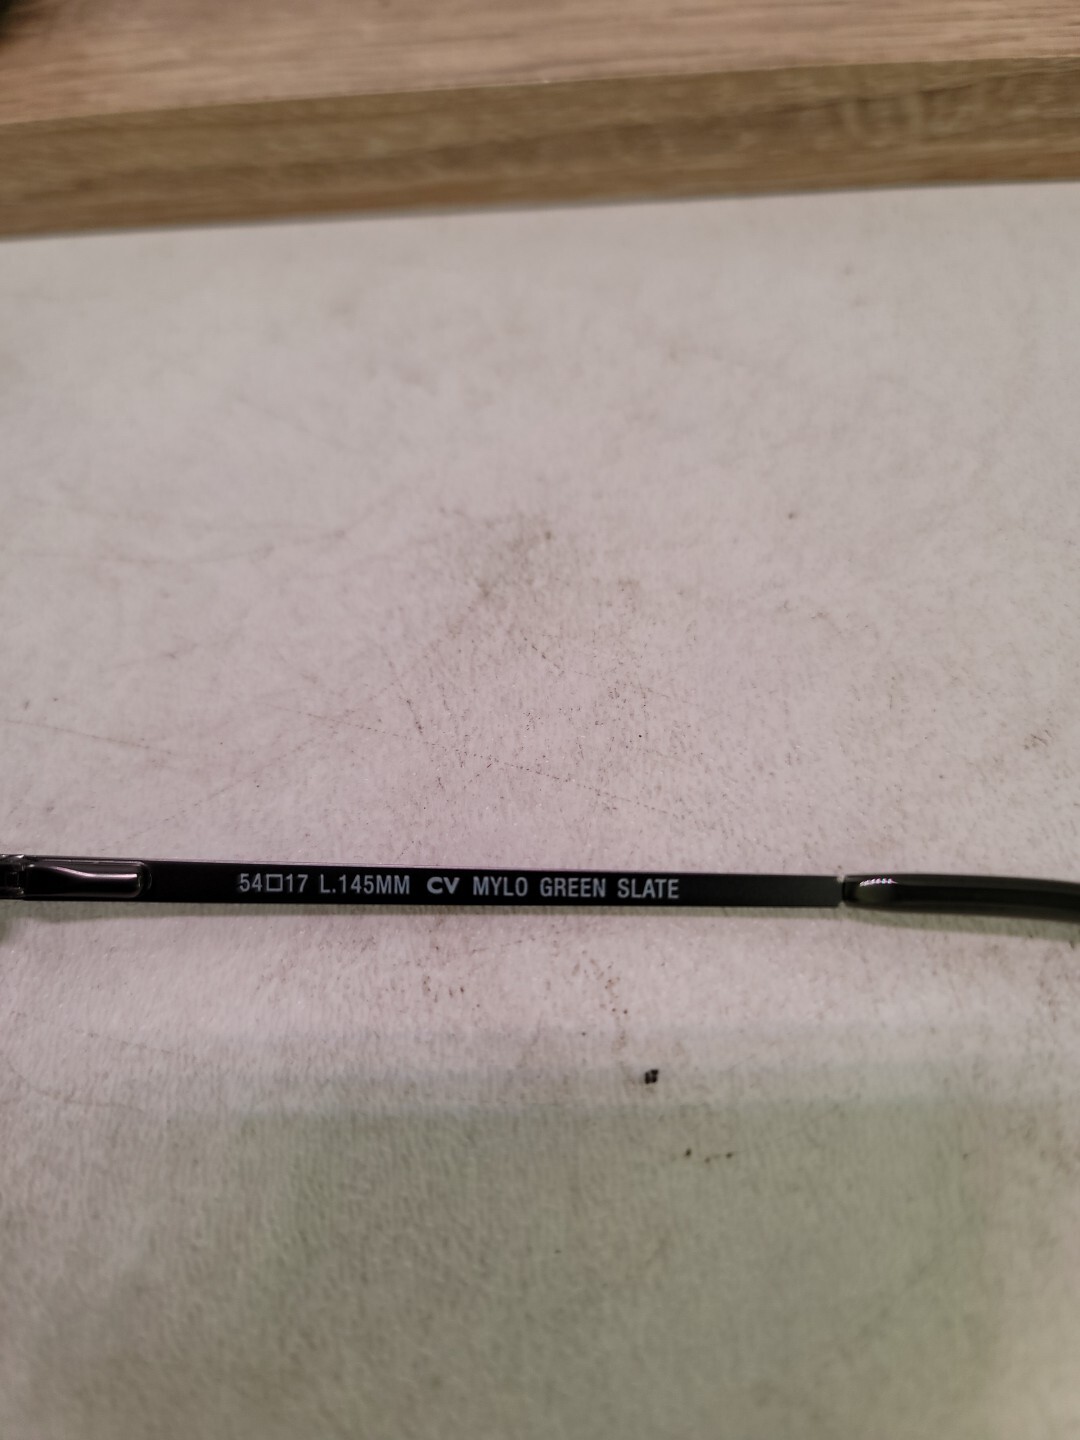 54□17 L.145MM CV MYLO GREEN SLATE